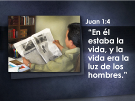 Juan 1:4
"En él
estaba la
vida, y la
vida era la
luz de los
hombres."